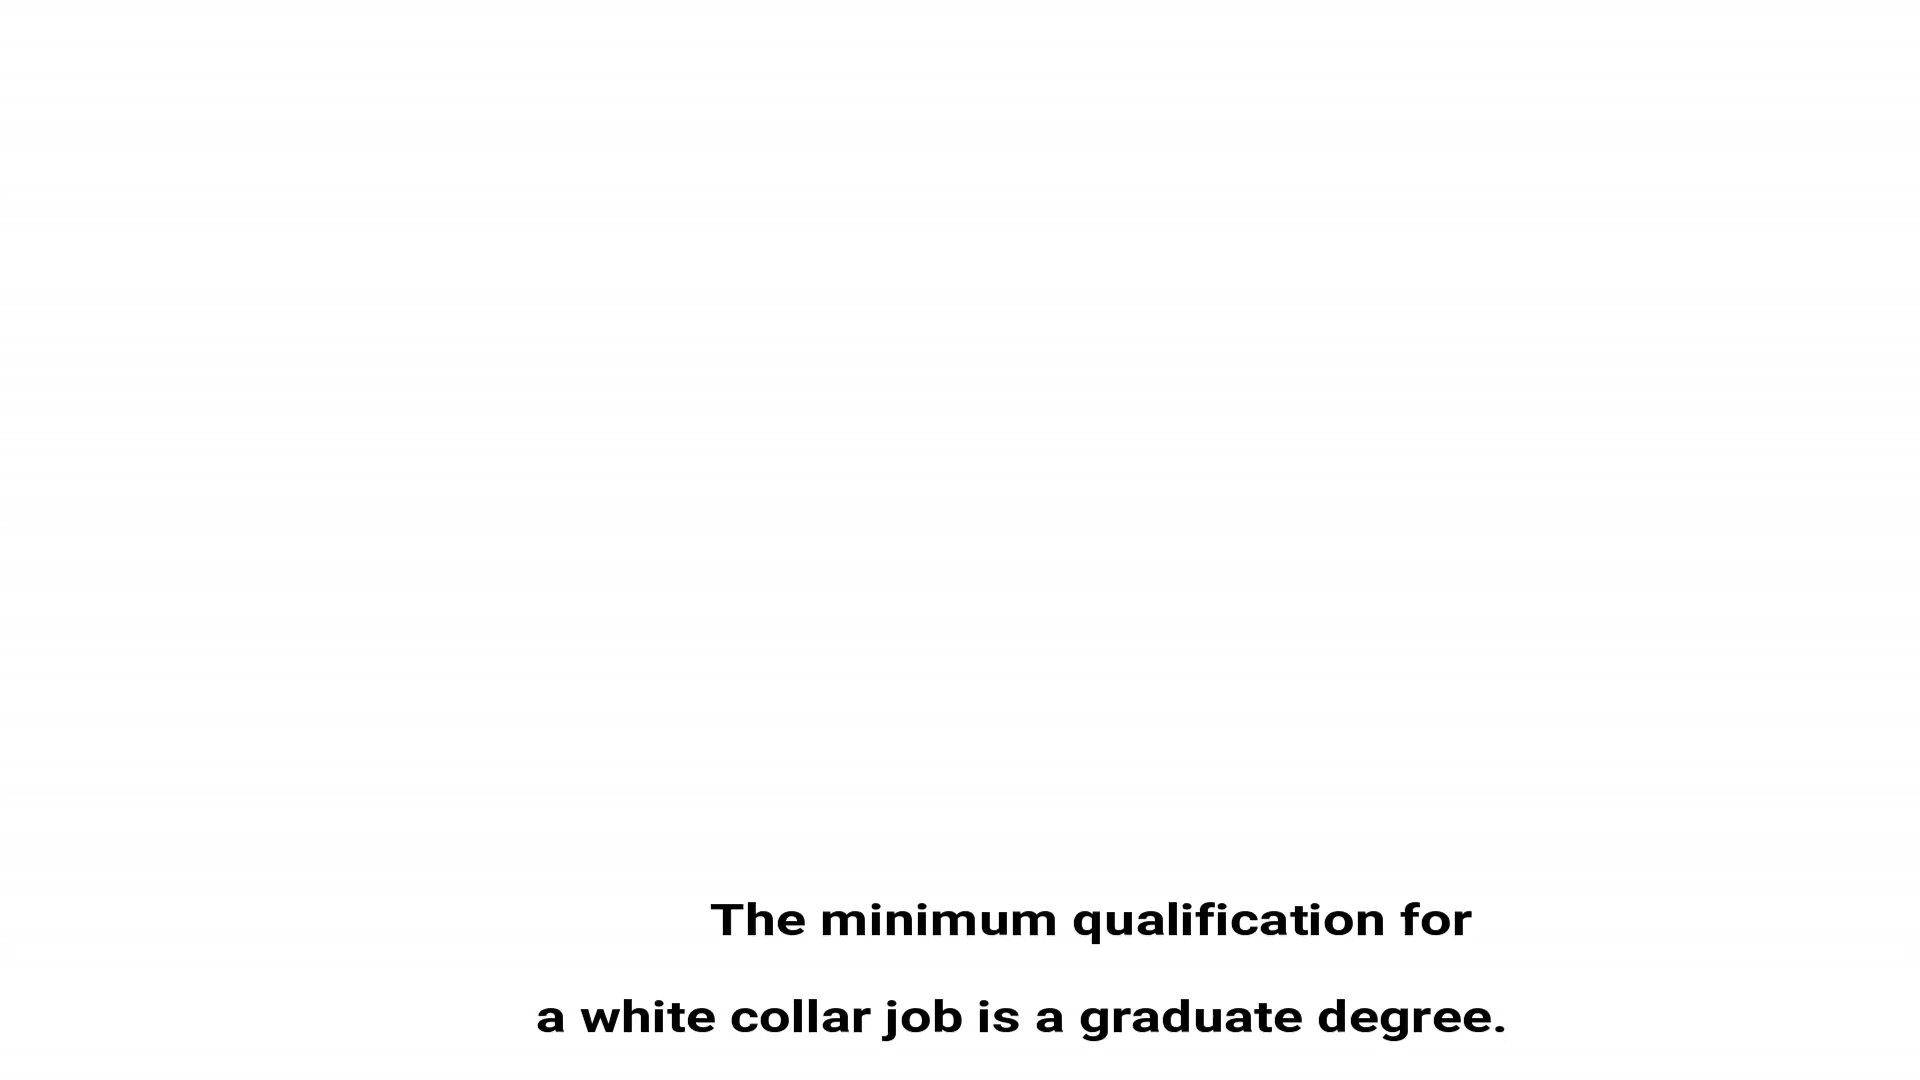 The minimum qualification for
a white collar job is a graduate degree.